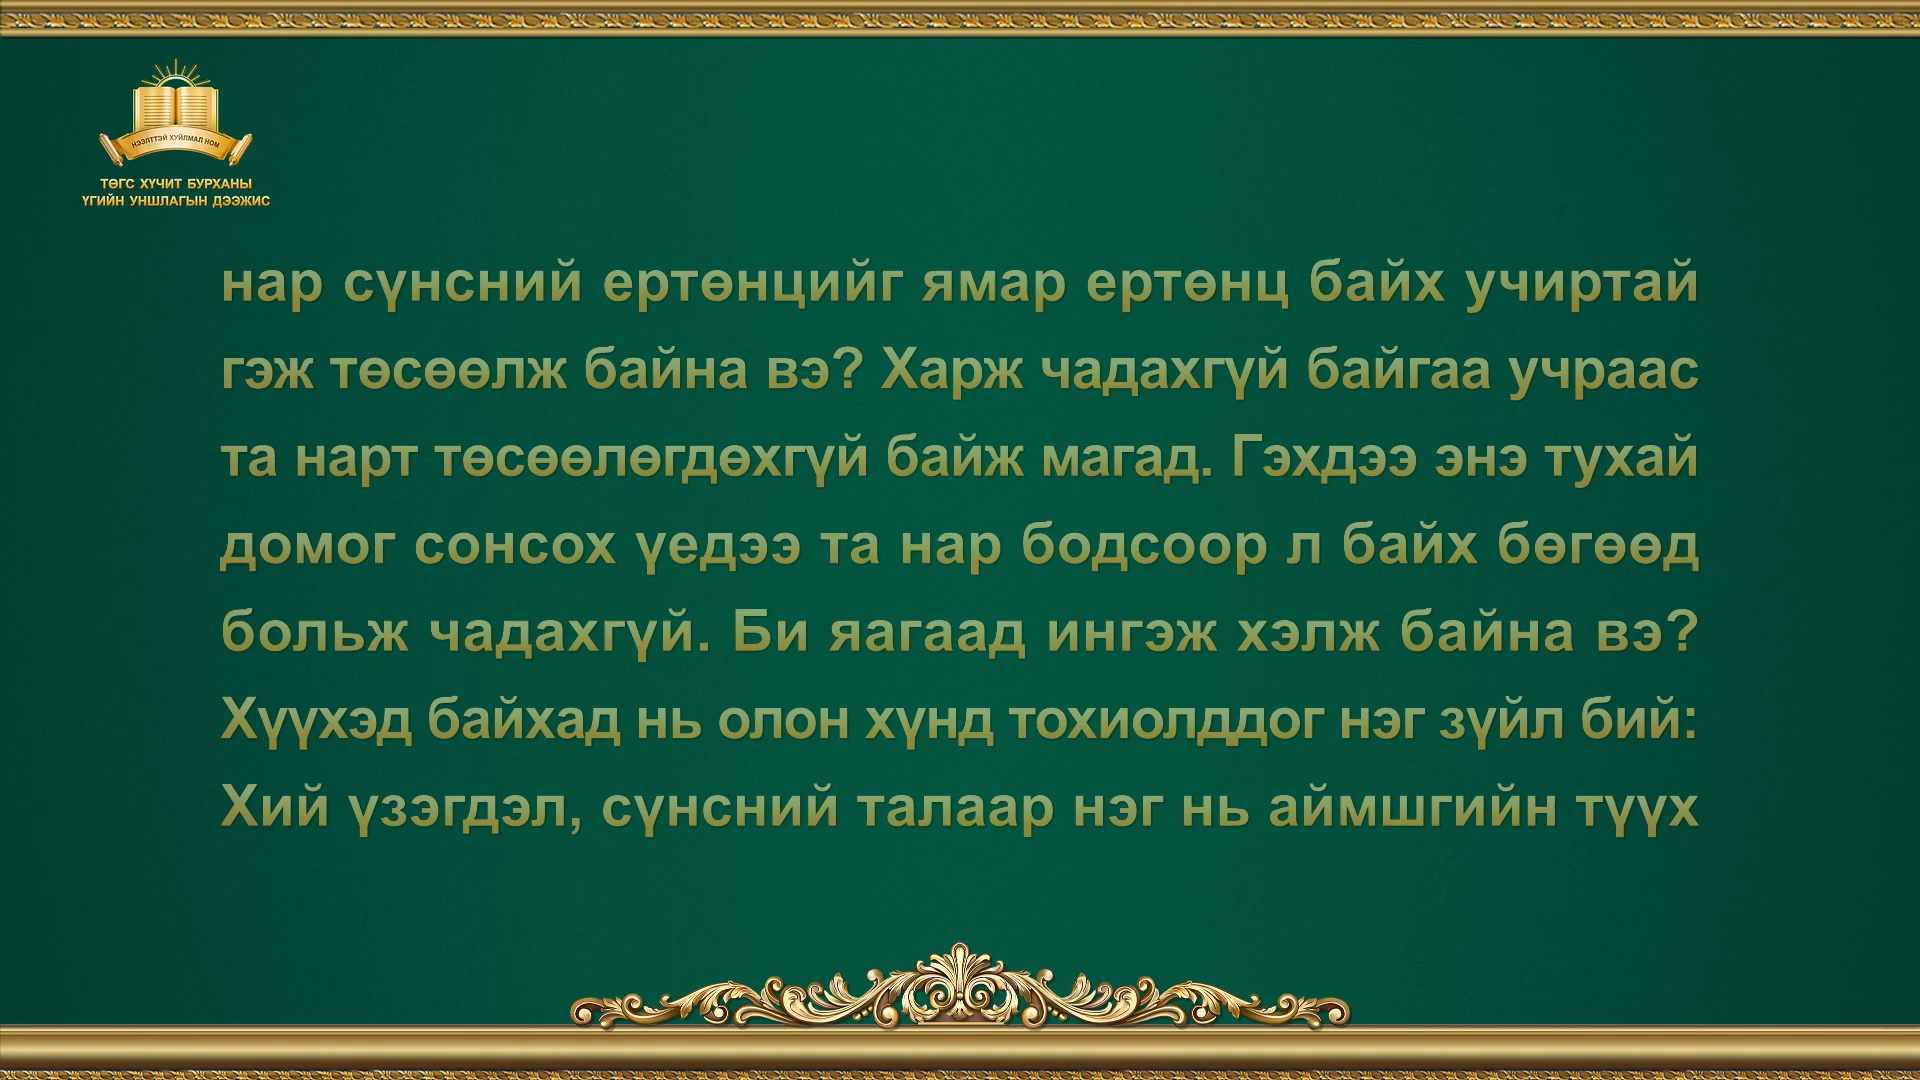 НЭЭЛТТЭЙ ХУЙЛМАЛ НОМ
ТӨГС ХҮЧИТ БУРХАНЫ
ҮГИЙН УНШЛАГЫН ДЭЭЖИС
нар сүнсний ертөнцийг ямар ертөнц байх учиртай
гэж төсөөлж байна вэ? Харж чадахгүй байгаа учраас
та нарт төсөөлөгдөхгүй байж магад. Гэхдээ энэ тухай
домог сонсох үедээ та нар бодсоор л байх бөгөөд
больж чадахгүй. Би яагаад ингэж хэлж байна вэ?
Хүүхэд байхад нь олон хүнд тохиолддог нэг зүйл бий:
Хий үзэгдэл, сүнсний талаар нэг нь аймшгийн түүх